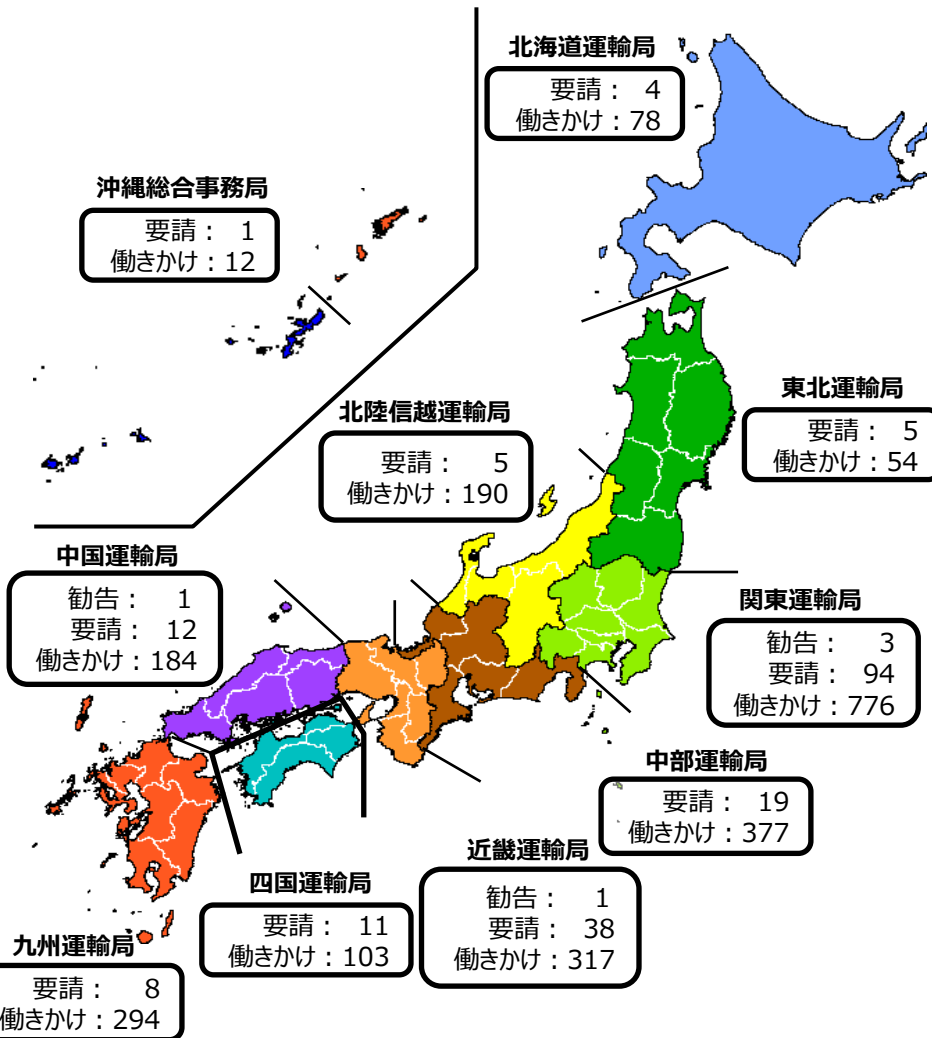 北海道運輸局
要請： 4
働きかけ：78
沖縄総合事務局
要請： 1
働きかけ：12
東北運輸局
要請： 5
働きかけ：54
北陸信越運輸局
要請： 5
働きかけ：190
中国運輸局
勧告： 1
要請： 12
働きかけ：184
関東運輸局
勧告： 3
要請： 94
働きかけ：776
中部運輸局
要請： 19
働きかけ：377
近畿運輸局
勧告： 1
要請： 38
働きかけ：317
四国運輸局
要請： 11
働きかけ：103
九州運輸局
要請： 8
働きかけ：294